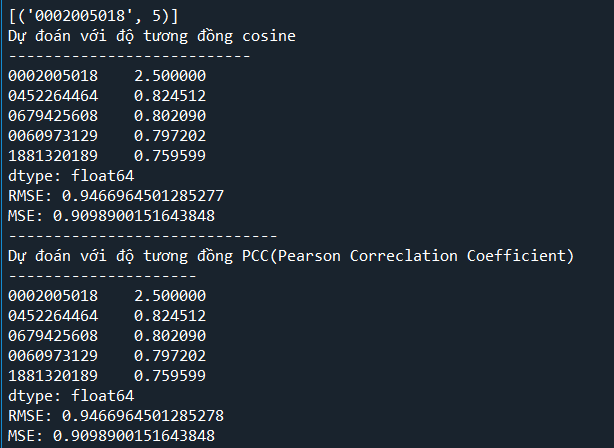 [('0002005018', 5)]
Dự đoán với độ tương đồng cosine
---------------------------
0002005018    2.500000
0452264464    0.824512
0679425608    0.802090
0060973129    0.797202
1881320189    0.759599
dtype: float64
RMSE: 0.9466964501285277
MSE: 0.9098900151643848
------------------------------
Dự đoán với độ tương đồng PCC(Pearson Correclation Coefficient)
---------------------
0002005018    2.500000
0452264464    0.824512
0679425608    0.802090
0060973129    0.797202
1881320189    0.759599
dtype: float64
RMSE: 0.9466964501285278
MSE: 0.9098900151643848